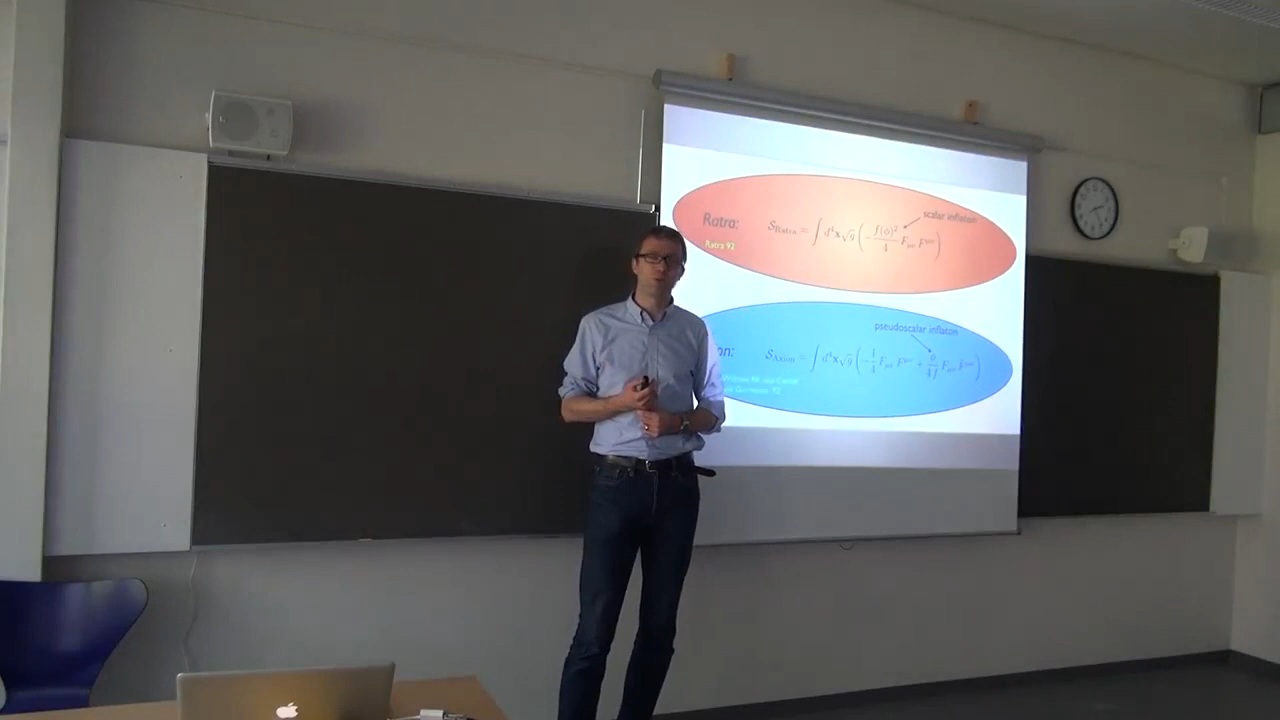 scalar inflaton
Ratra:
S_Ratra = ∫ d⁴x√g ( − f(φ)²/4 F_μν F^μν )
Ratra 92
pseudoscalar inflaton
on:
S_Axion = ∫ d⁴x√g ( − 1/4 F_μν F^μν + φ/4f F_μν F̃^μν )
92